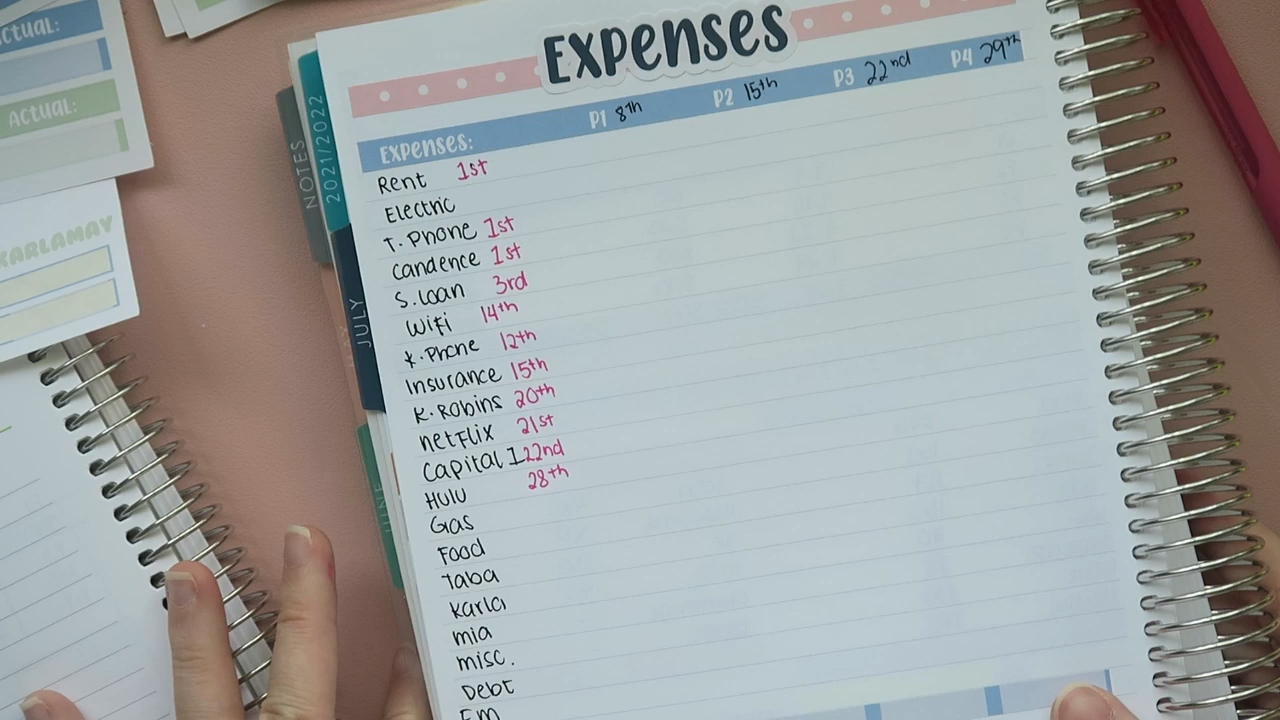 ACTUAL:
ACTUAL:
KARLAMAY
NOTES
2021/2022
JULY
JUNE
EXPENSES
EXPENSES: P1 8th P2 15th P3 22nd P4 29th
Rent 1st
Electric
T. Phone 1st
Candence 1st
S. Loan 3rd
Wifi 14th
K. Phone 12th
Insurance 15th
K. Robins 20th
netflix 21st
Capital 1 22nd
Hulu 28th
Gas
Food
Taba
Karla
mia
misc.
Debt
EM